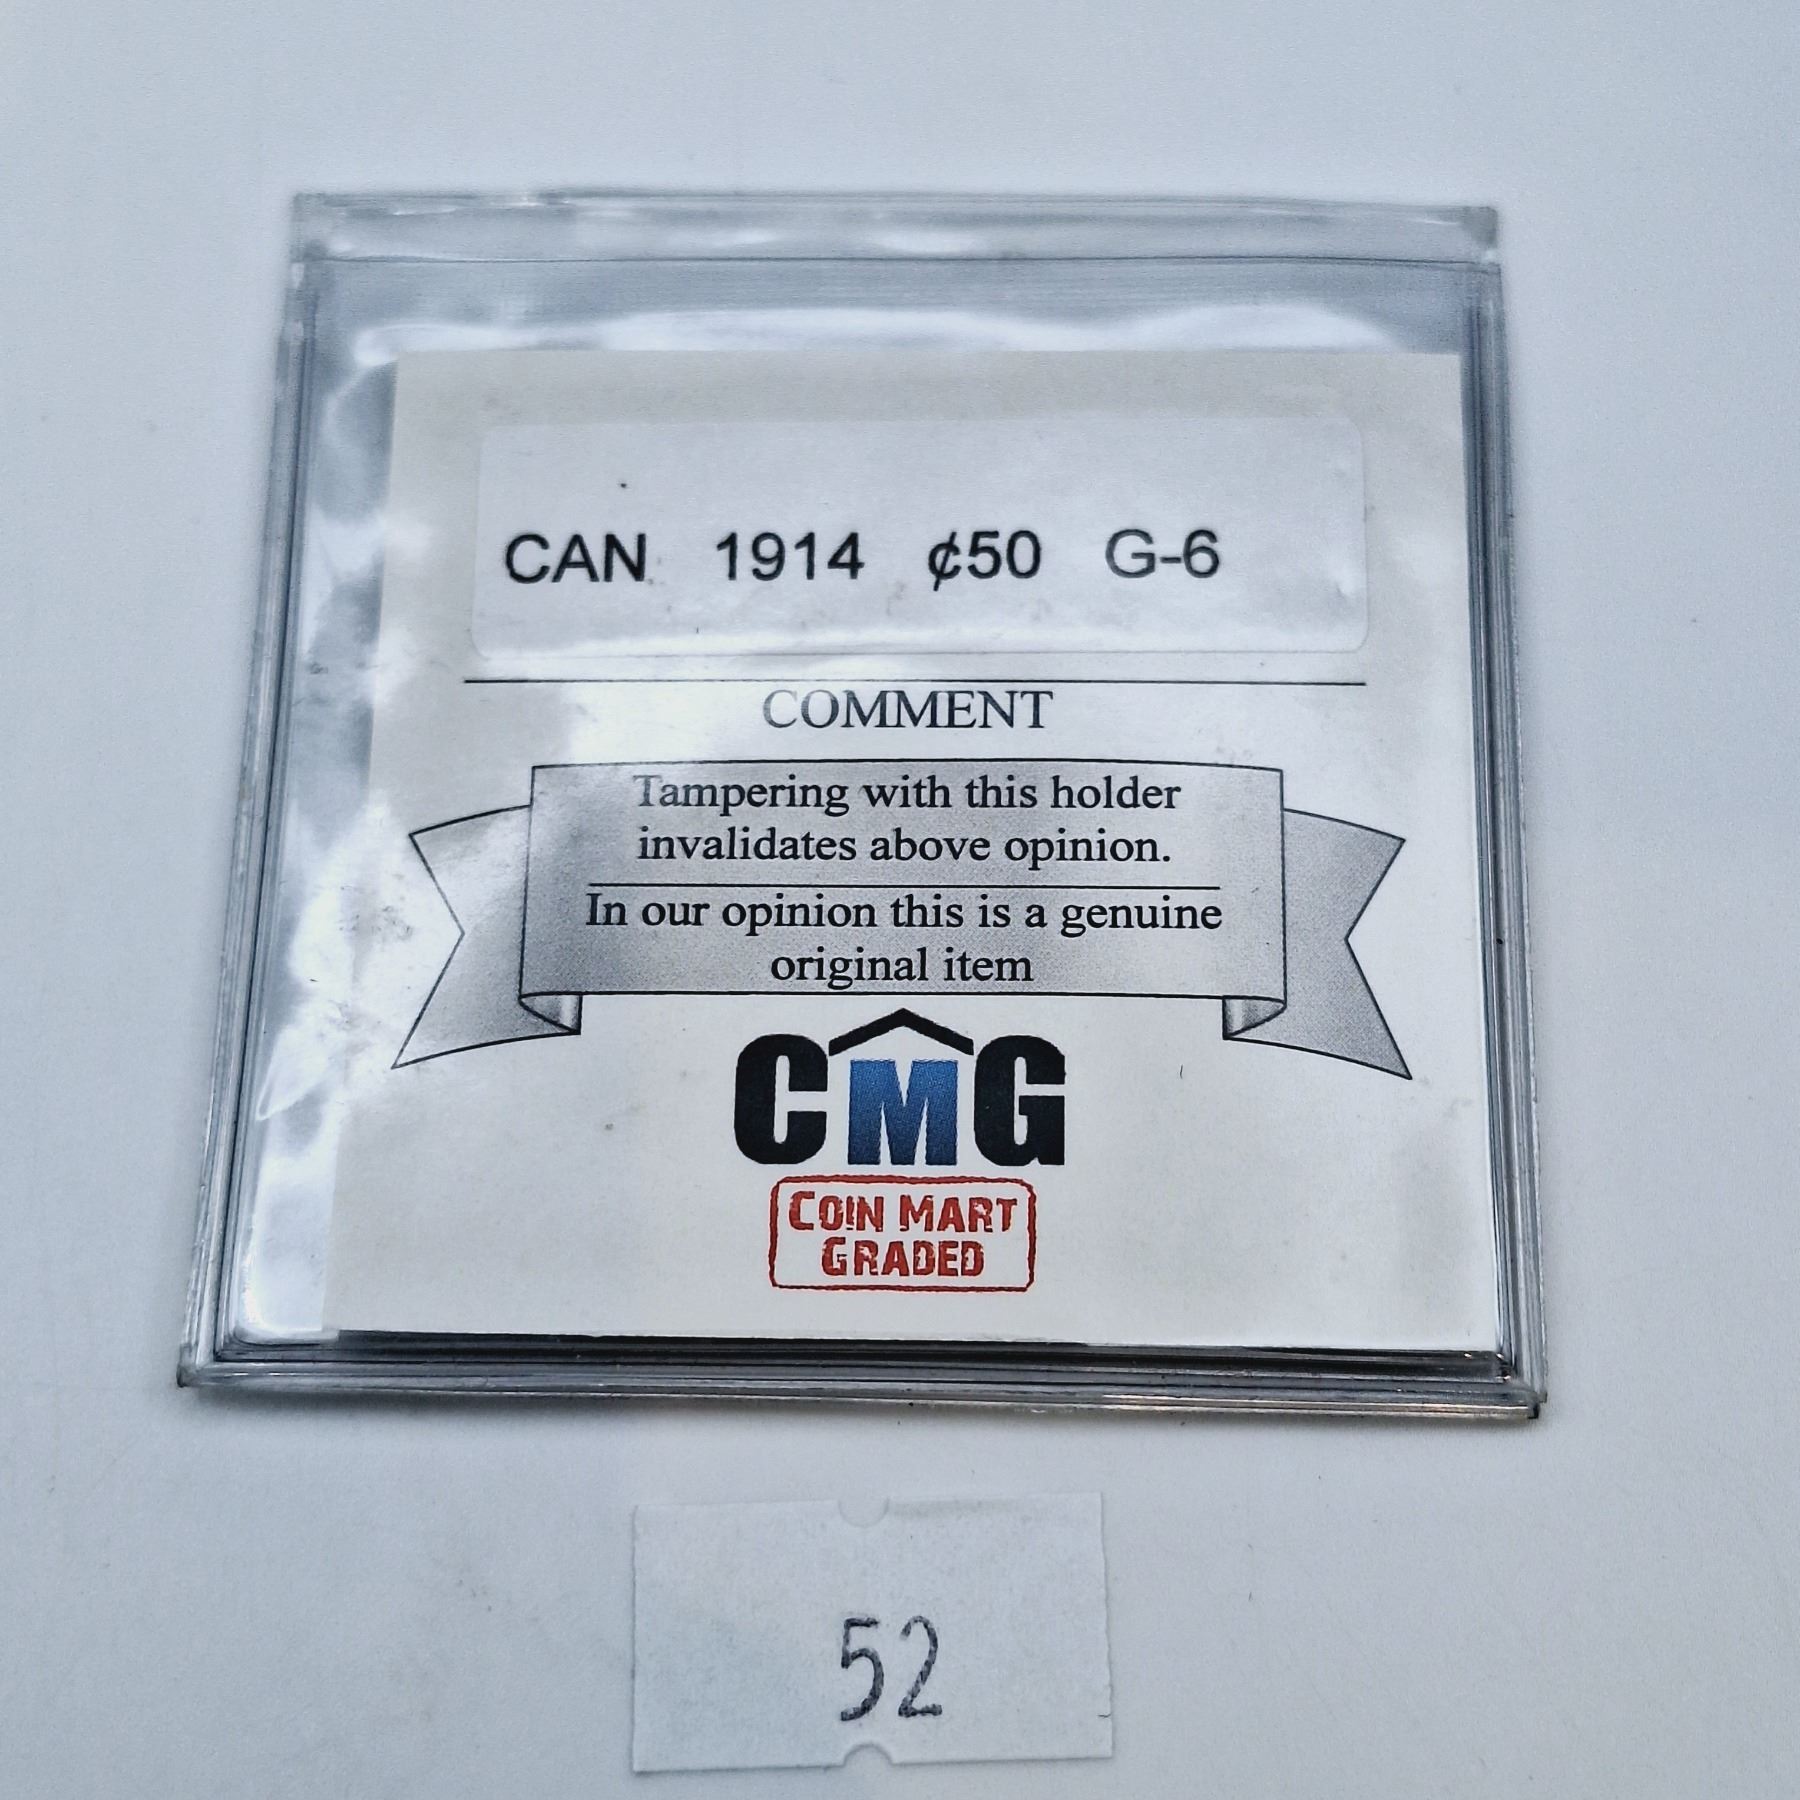 CAN 1914 ¢50 G-6
COMMENT
Tampering with this holder
invalidates above opinion.
In our opinion this is a genuine
original item
CMG
COIN MART
GRADED
52